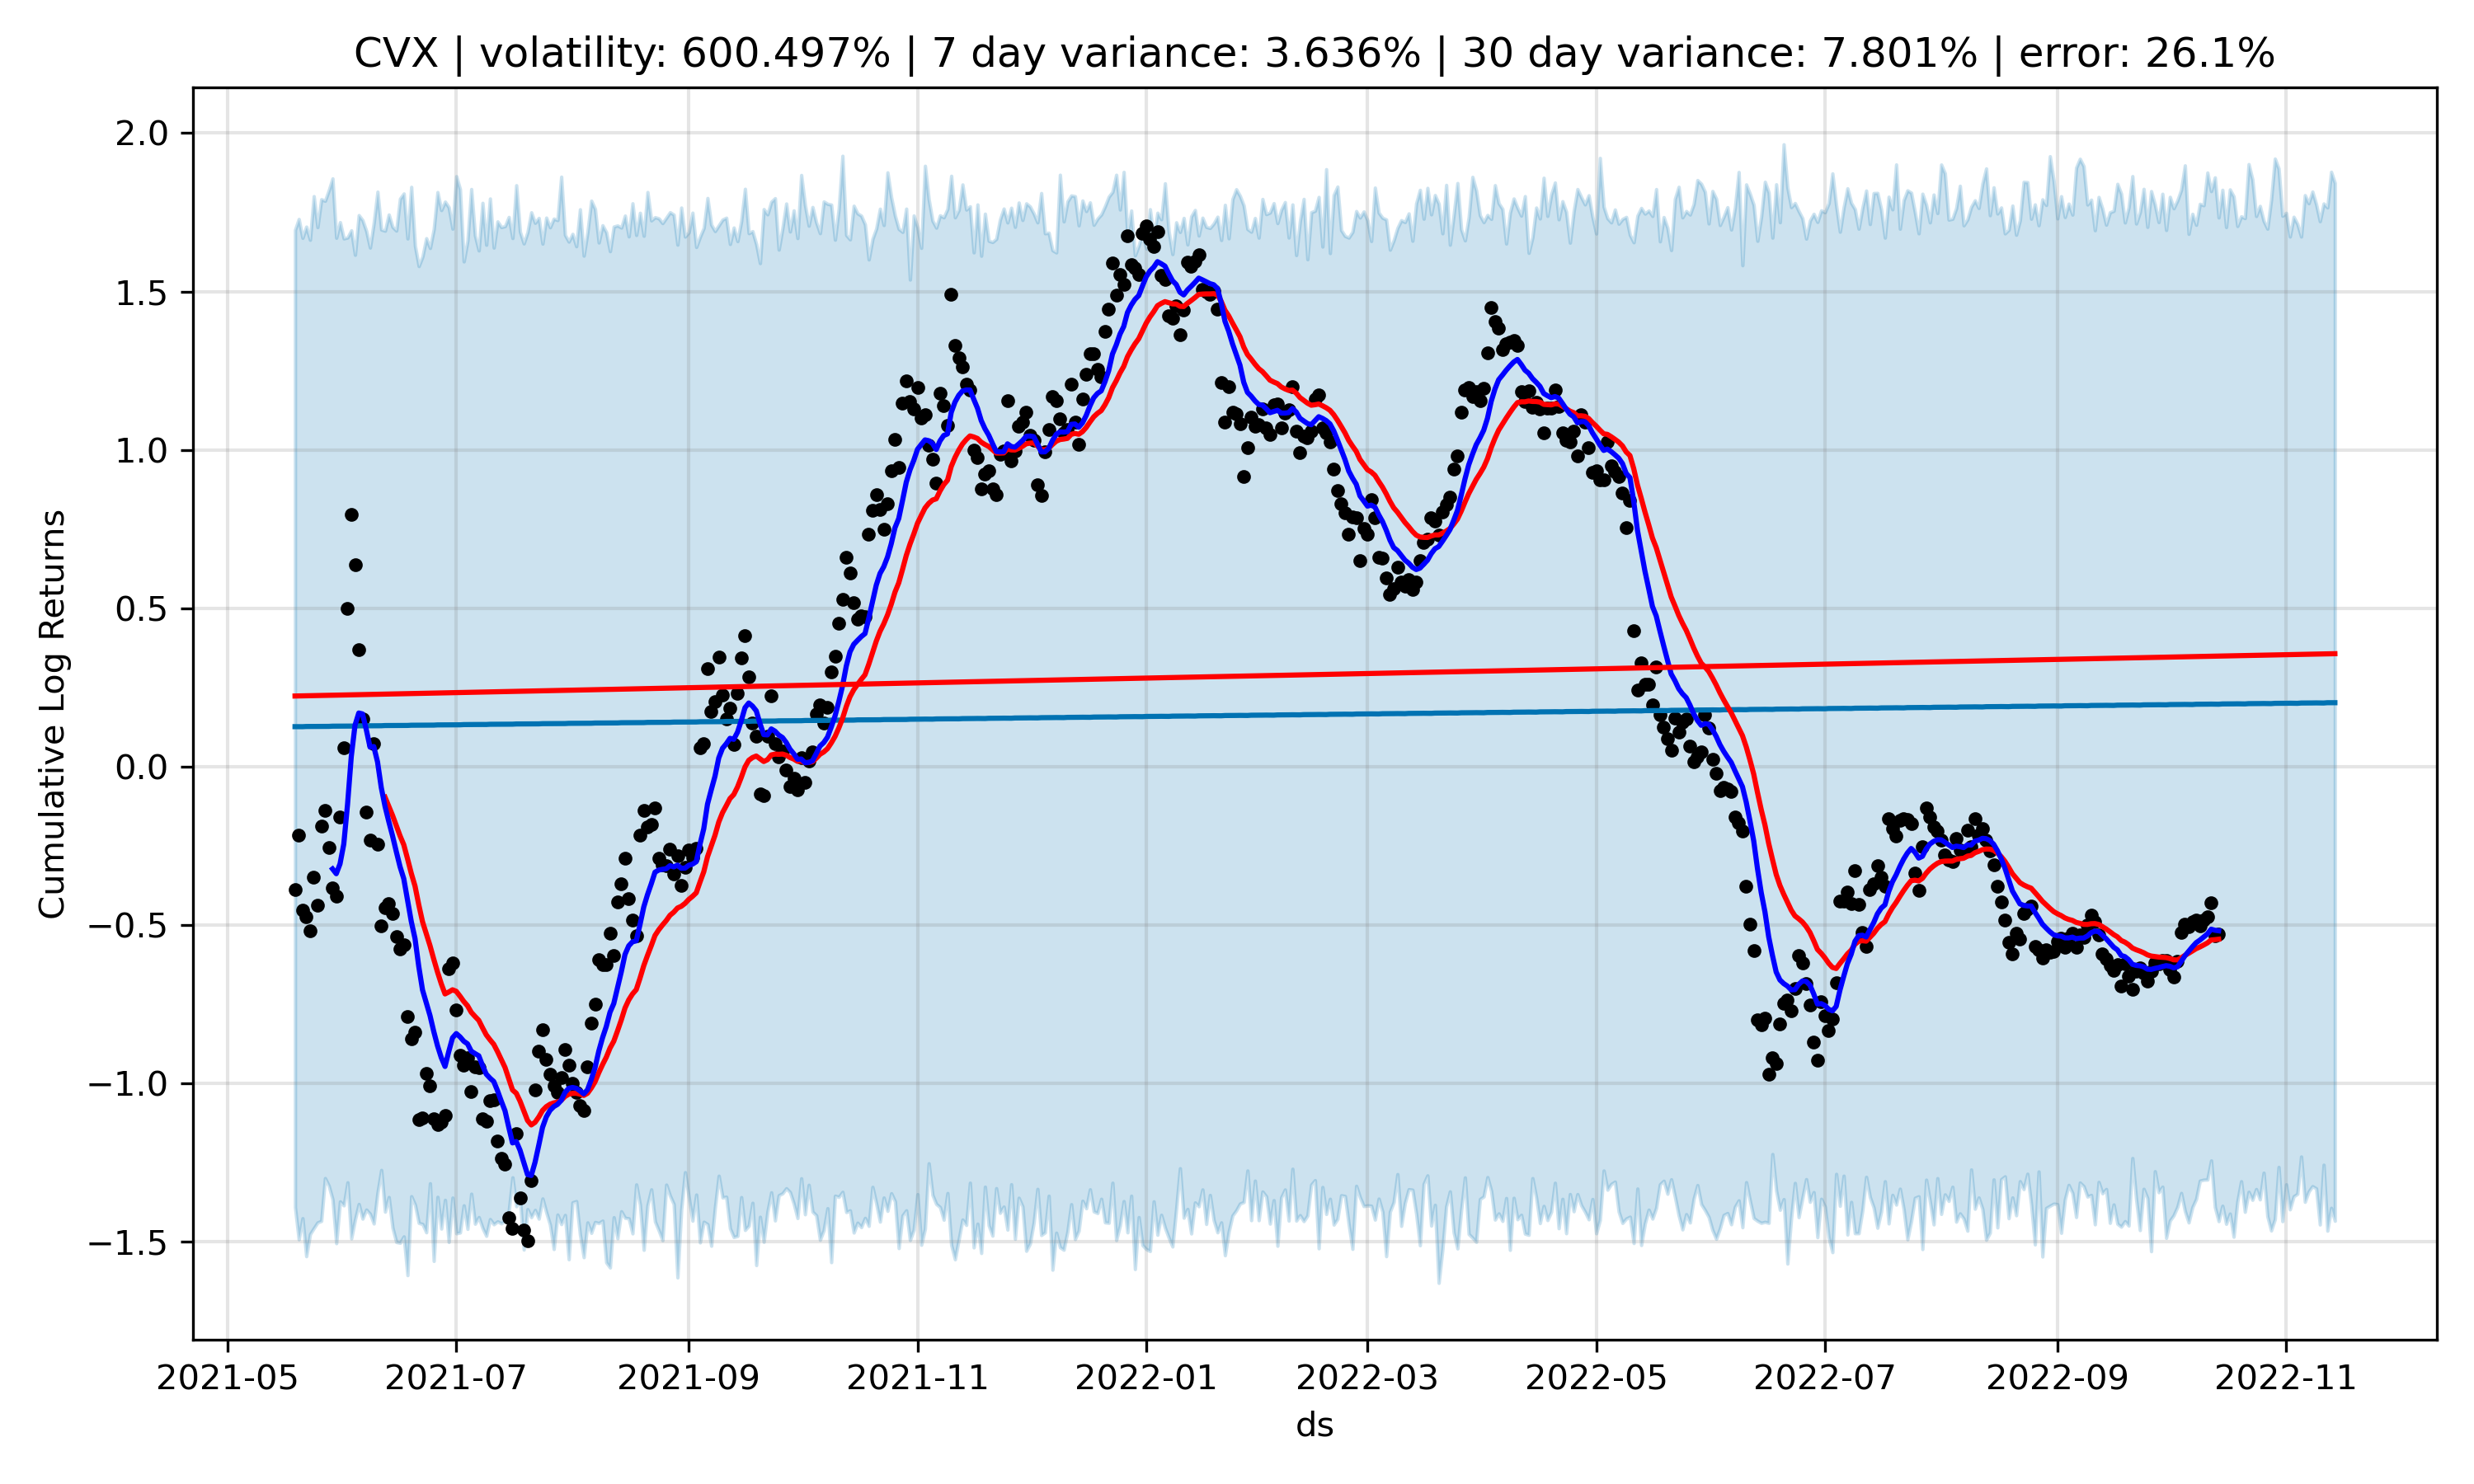 CVX | volatility: 600.497% | 7 day variance: 3.636% | 30 day variance: 7.801% | error: 26.1%
Cumulative Log Returns
2.0
1.5
1.0
0.5
0.0
−0.5
−1.0
−1.5
2021-05 2021-07 2021-09 2021-11 2022-01 2022-03 2022-05 2022-07 2022-09 2022-11
ds